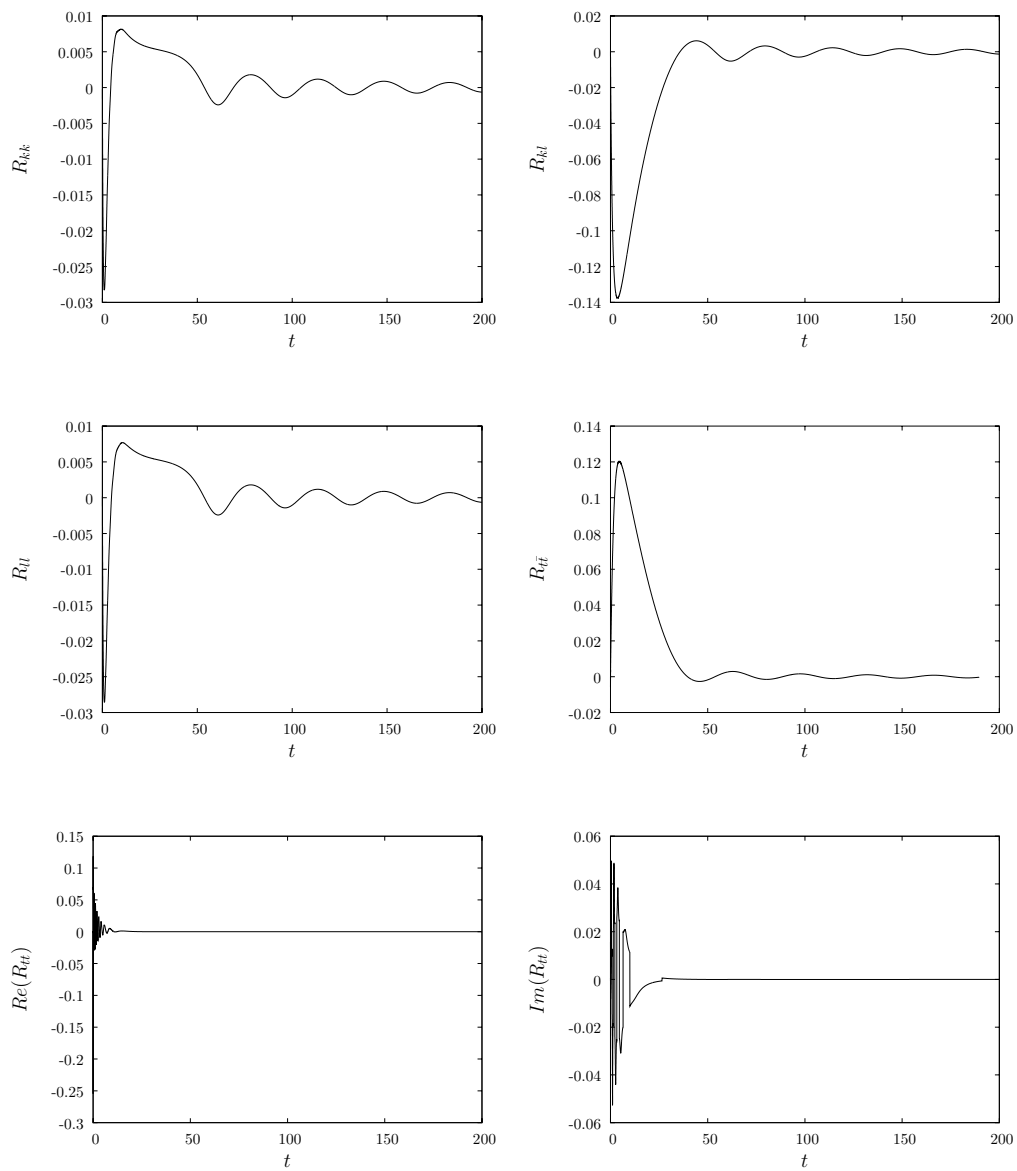 0.01
0.005
0
-0.005
-0.01
-0.015
-0.02
-0.025
-0.03
0 50 100 150 200
R_{kk}
t
0.02
0
-0.02
-0.04
-0.06
-0.08
-0.1
-0.12
-0.14
0 50 100 150 200
R_{kl}
t
0.01
0.005
0
-0.005
-0.01
-0.015
-0.02
-0.025
-0.03
0 50 100 150 200
R_{ll}
t
0.14
0.12
0.1
0.08
0.06
0.04
0.02
0
-0.02
0 50 100 150 200
R_{t\bar{t}}
t
0.15
0.1
0.05
0
-0.05
-0.1
-0.15
-0.2
-0.25
-0.3
0 50 100 150 200
Re(R_{tt})
t
0.06
0.04
0.02
0
-0.02
-0.04
-0.06
0 50 100 150 200
Im(R_{tt})
t